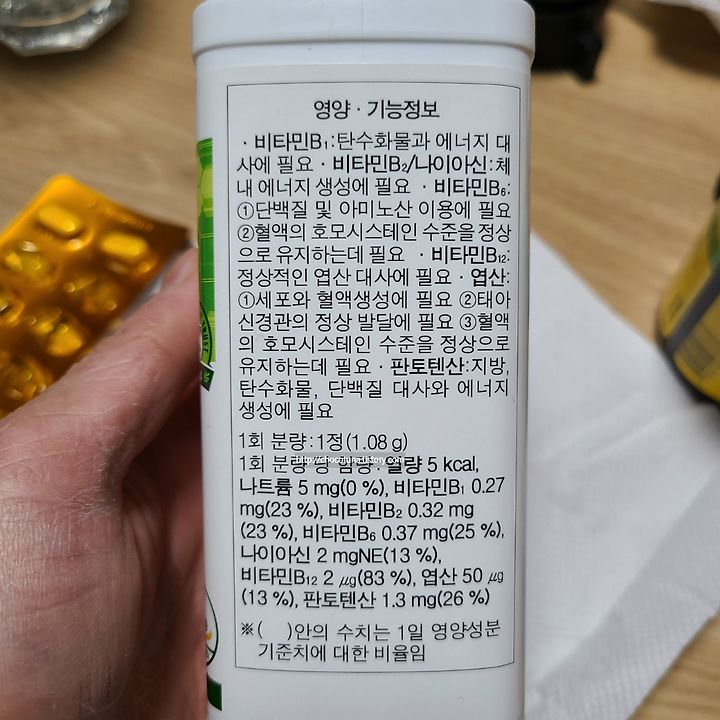 영양 · 기능정보
· 비타민B₁:탄수화물과 에너지 대
사에 필요 · 비타민B₂/나이아신:체
내 에너지 생성에 필요 · 비타민B₆:
①단백질 및 아미노산 이용에 필요
②혈액의 호모시스테인 수준을 정상
으로 유지하는데 필요 · 비타민B₁₂:
정상적인 엽산 대사에 필요 · 엽산:
①세포와 혈액생성에 필요 ②태아
신경관의 정상 발달에 필요 ③혈액
의 호모시스테인 수준을 정상으로
유지하는데 필요 · 판토텐산:지방,
탄수화물, 단백질 대사와 에너지
생성에 필요
1회 분량:1정(1.08 g)
1회 분량 당 함량: 열량 5 kcal,
나트륨 5 mg(0 %), 비타민B₁ 0.27
mg(23 %), 비타민B₂ 0.32 mg
(23 %), 비타민B₆ 0.37 mg(25 %),
나이아신 2 mgNE(13 %),
비타민B₁₂ 2 ㎍(83 %), 엽산 50 ㎍
(13 %), 판토텐산 1.3 mg(26 %)
※( )안의 수치는 1일 영양성분
기준치에 대한 비율임